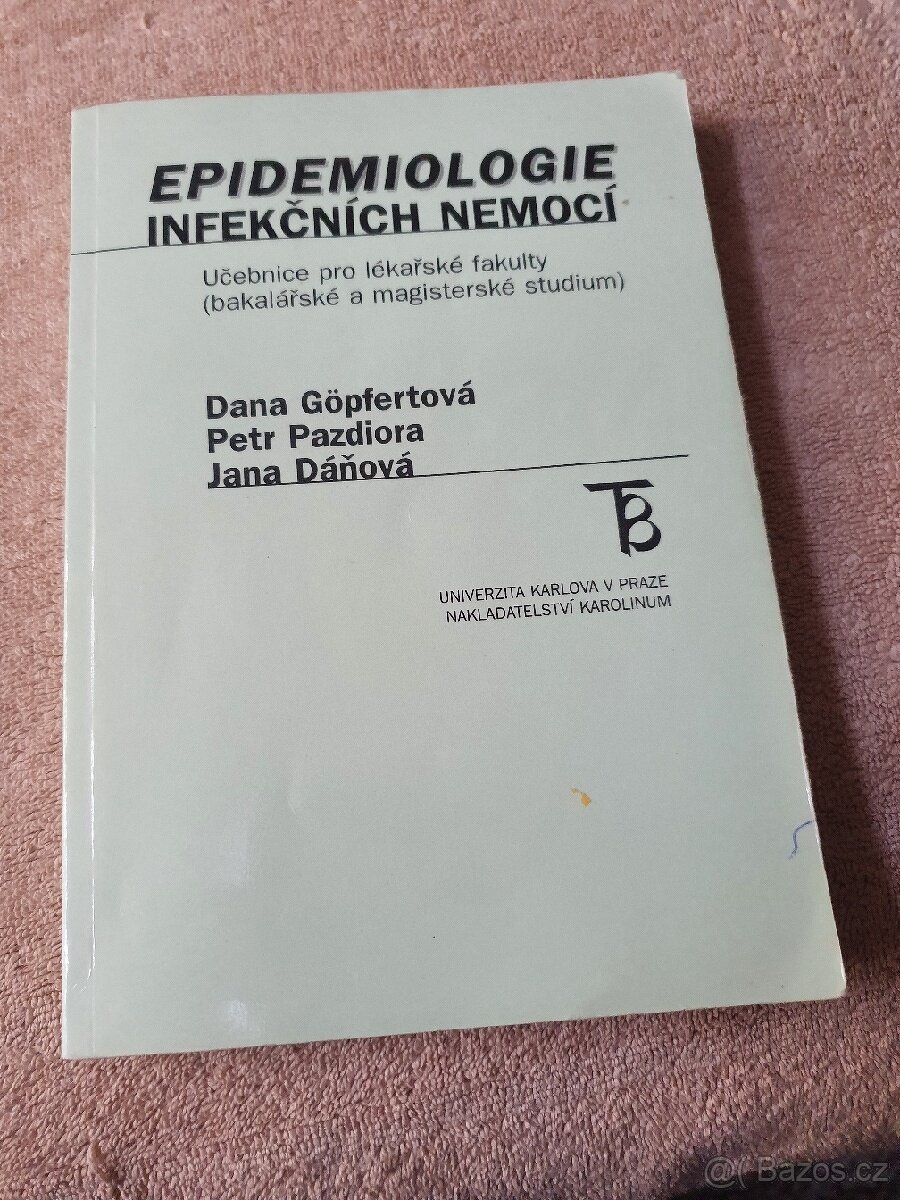 EPIDEMIOLOGIE
INFEKČNÍCH NEMOCÍ
Učebnice pro lékařské fakulty
(bakalářské a magisterské studium)
Dana Göpfertová
Petr Pazdiora
Jana Dáňová
UNIVERZITA KARLOVA V PRAZE
NAKLADATELSTVÍ KAROLINUM
@( Bazos.cz